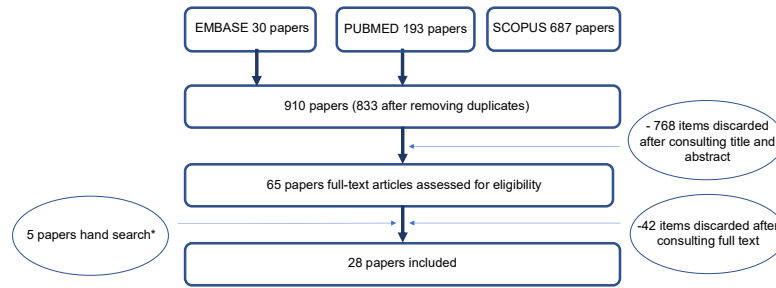 EMBASE 30 papers
PUBMED 193 papers
SCOPUS 687 papers
910 papers (833 after removing duplicates)
- 768 items discarded
after consulting title and
abstract
65 papers full-text articles assessed for eligibility
5 papers hand search*
-42 items discarded after
consulting full text
28 papers included